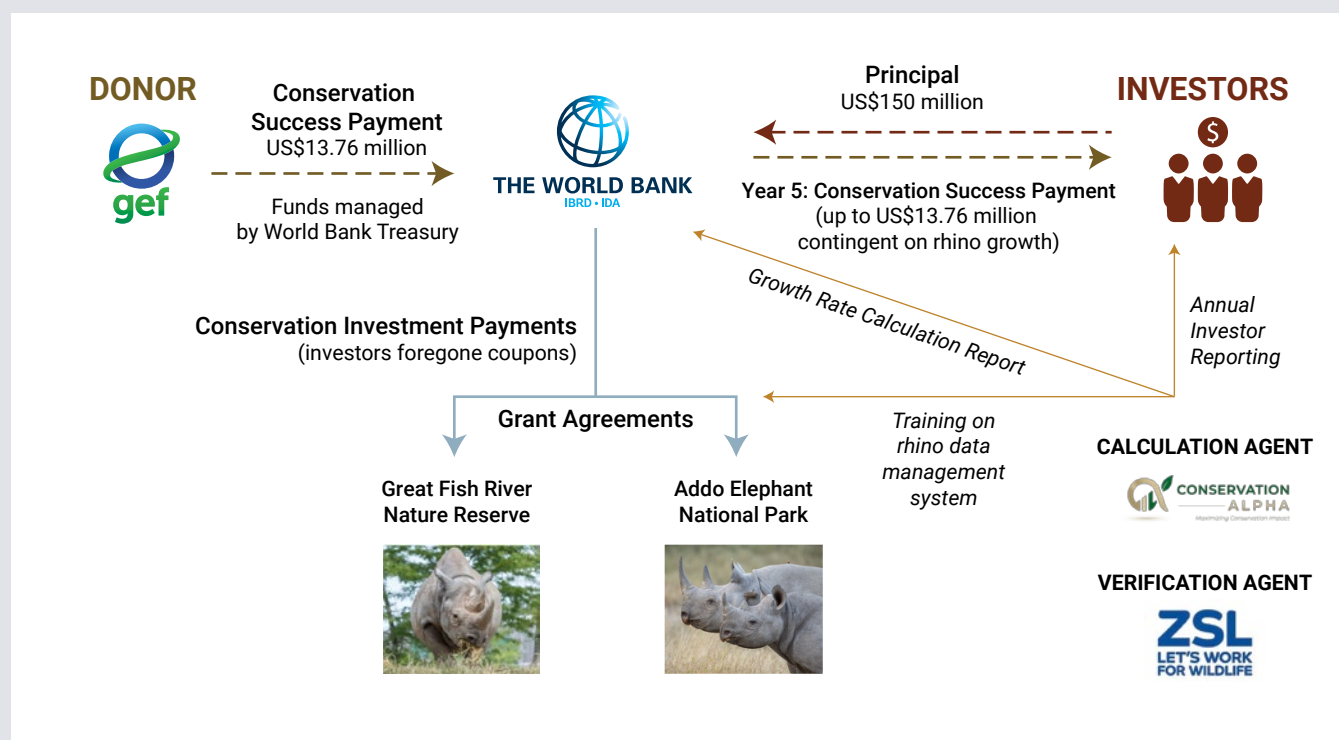 DONOR
gef
Conservation
Success Payment
US$13.76 million
Funds managed
by World Bank Treasury
THE WORLD BANK
IBRD • IDA
Principal
US$150 million
Year 5: Conservation Success Payment
(up to US$13.76 million
contingent on rhino growth)
INVESTORS
$
Growth Rate Calculation Report
Annual
Investor
Reporting
Conservation Investment Payments
(investors foregone coupons)
Grant Agreements
Training on
rhino data
management
system
Great Fish River
Nature Reserve
Addo Elephant
National Park
CALCULATION AGENT
CONSERVATION
ALPHA
Maximizing Conservation Impact
VERIFICATION AGENT
ZSL
LET'S WORK
FOR WILDLIFE